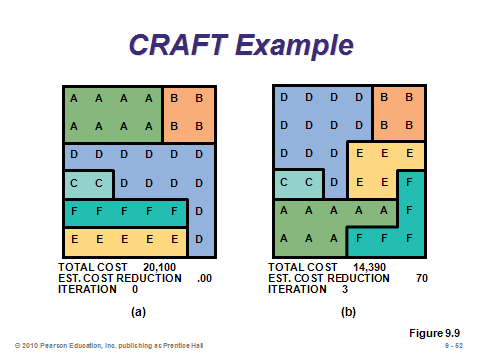 CRAFT Example
A A A A B B
A A A A B B
D D D D D D
C C D D D D
F F F F F D
E E E E E D
TOTAL COST 20,100
EST. COST REDUCTION .00
ITERATION 0
(a)
D D D D B B
D D D D B B
D D D E E E
C C D E E F
A A A A A F
A A A F F F
TOTAL COST 14,390
EST. COST REDUCTION 70
ITERATION 3
(b)
Figure 9.9
© 2010 Pearson Education, Inc. publishing as Prentice Hall
9 - 62